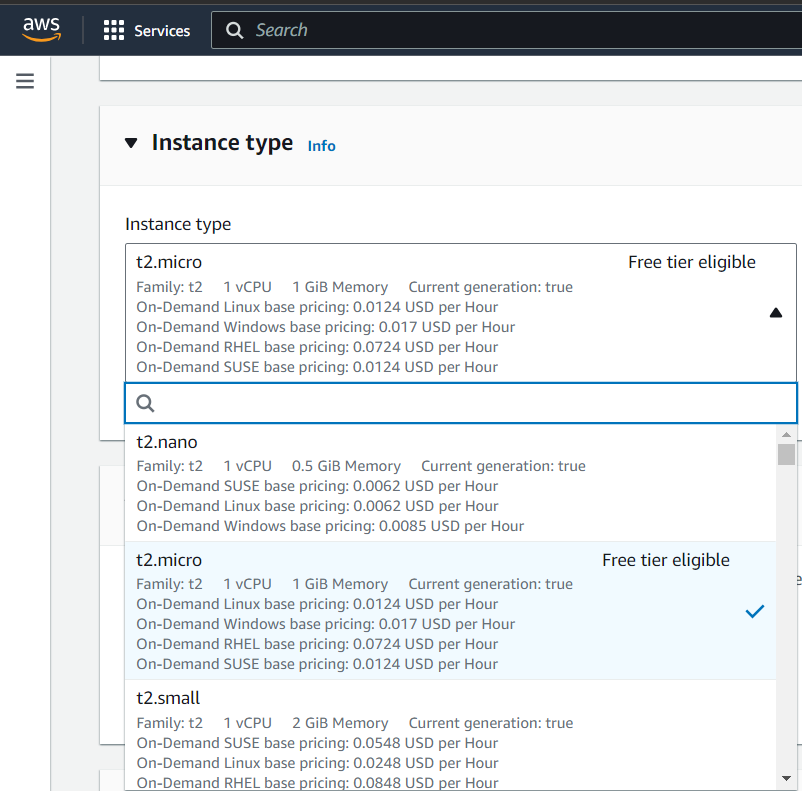 aws Services Search
Instance type Info
Instance type
t2.micro Free tier eligible
Family: t2 1 vCPU 1 GiB Memory Current generation: true
On-Demand Linux base pricing: 0.0124 USD per Hour
On-Demand Windows base pricing: 0.017 USD per Hour
On-Demand RHEL base pricing: 0.0724 USD per Hour
On-Demand SUSE base pricing: 0.0124 USD per Hour
t2.nano
Family: t2 1 vCPU 0.5 GiB Memory Current generation: true
On-Demand SUSE base pricing: 0.0062 USD per Hour
On-Demand Linux base pricing: 0.0062 USD per Hour
On-Demand Windows base pricing: 0.0085 USD per Hour
t2.micro Free tier eligible
Family: t2 1 vCPU 1 GiB Memory Current generation: true
On-Demand Linux base pricing: 0.0124 USD per Hour
On-Demand Windows base pricing: 0.017 USD per Hour
On-Demand RHEL base pricing: 0.0724 USD per Hour
On-Demand SUSE base pricing: 0.0124 USD per Hour
t2.small
Family: t2 1 vCPU 2 GiB Memory Current generation: true
On-Demand SUSE base pricing: 0.0548 USD per Hour
On-Demand Linux base pricing: 0.0248 USD per Hour
On-Demand RHEL base pricing: 0.0848 USD per Hour